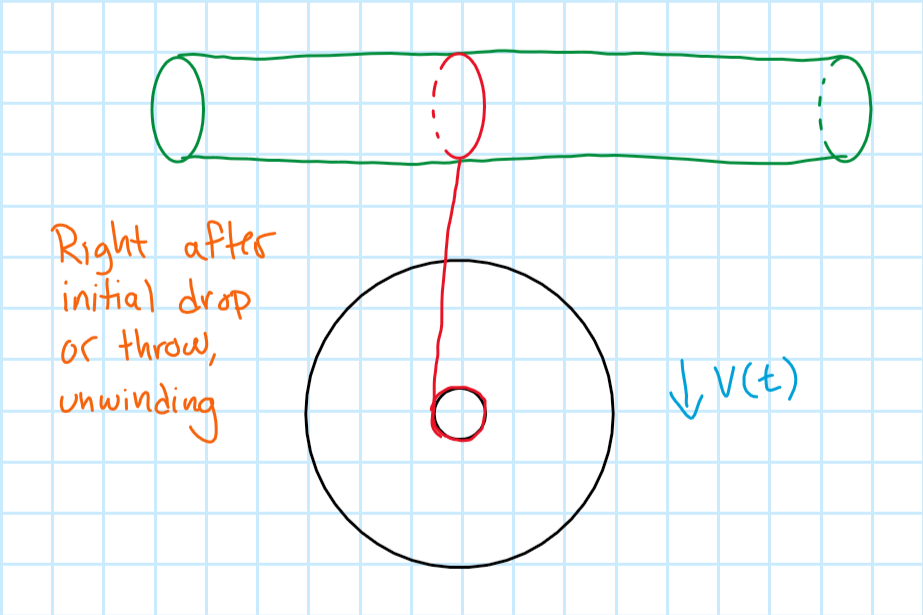 Right after
initial drop
or throw,
unwinding
↓ V(t)